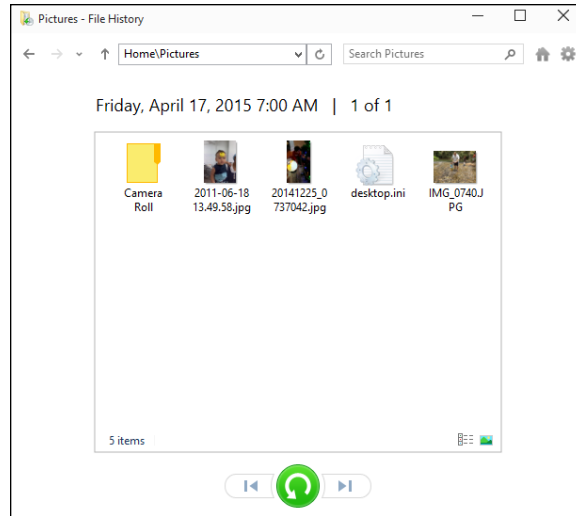 Pictures - File History
Home\Pictures
Search Pictures
Friday, April 17, 2015 7:00 AM | 1 of 1
Camera
Roll
2011-06-18
13.49.58.jpg
20141225_0
737042.jpg
desktop.ini
IMG_0740.J
PG
5 items